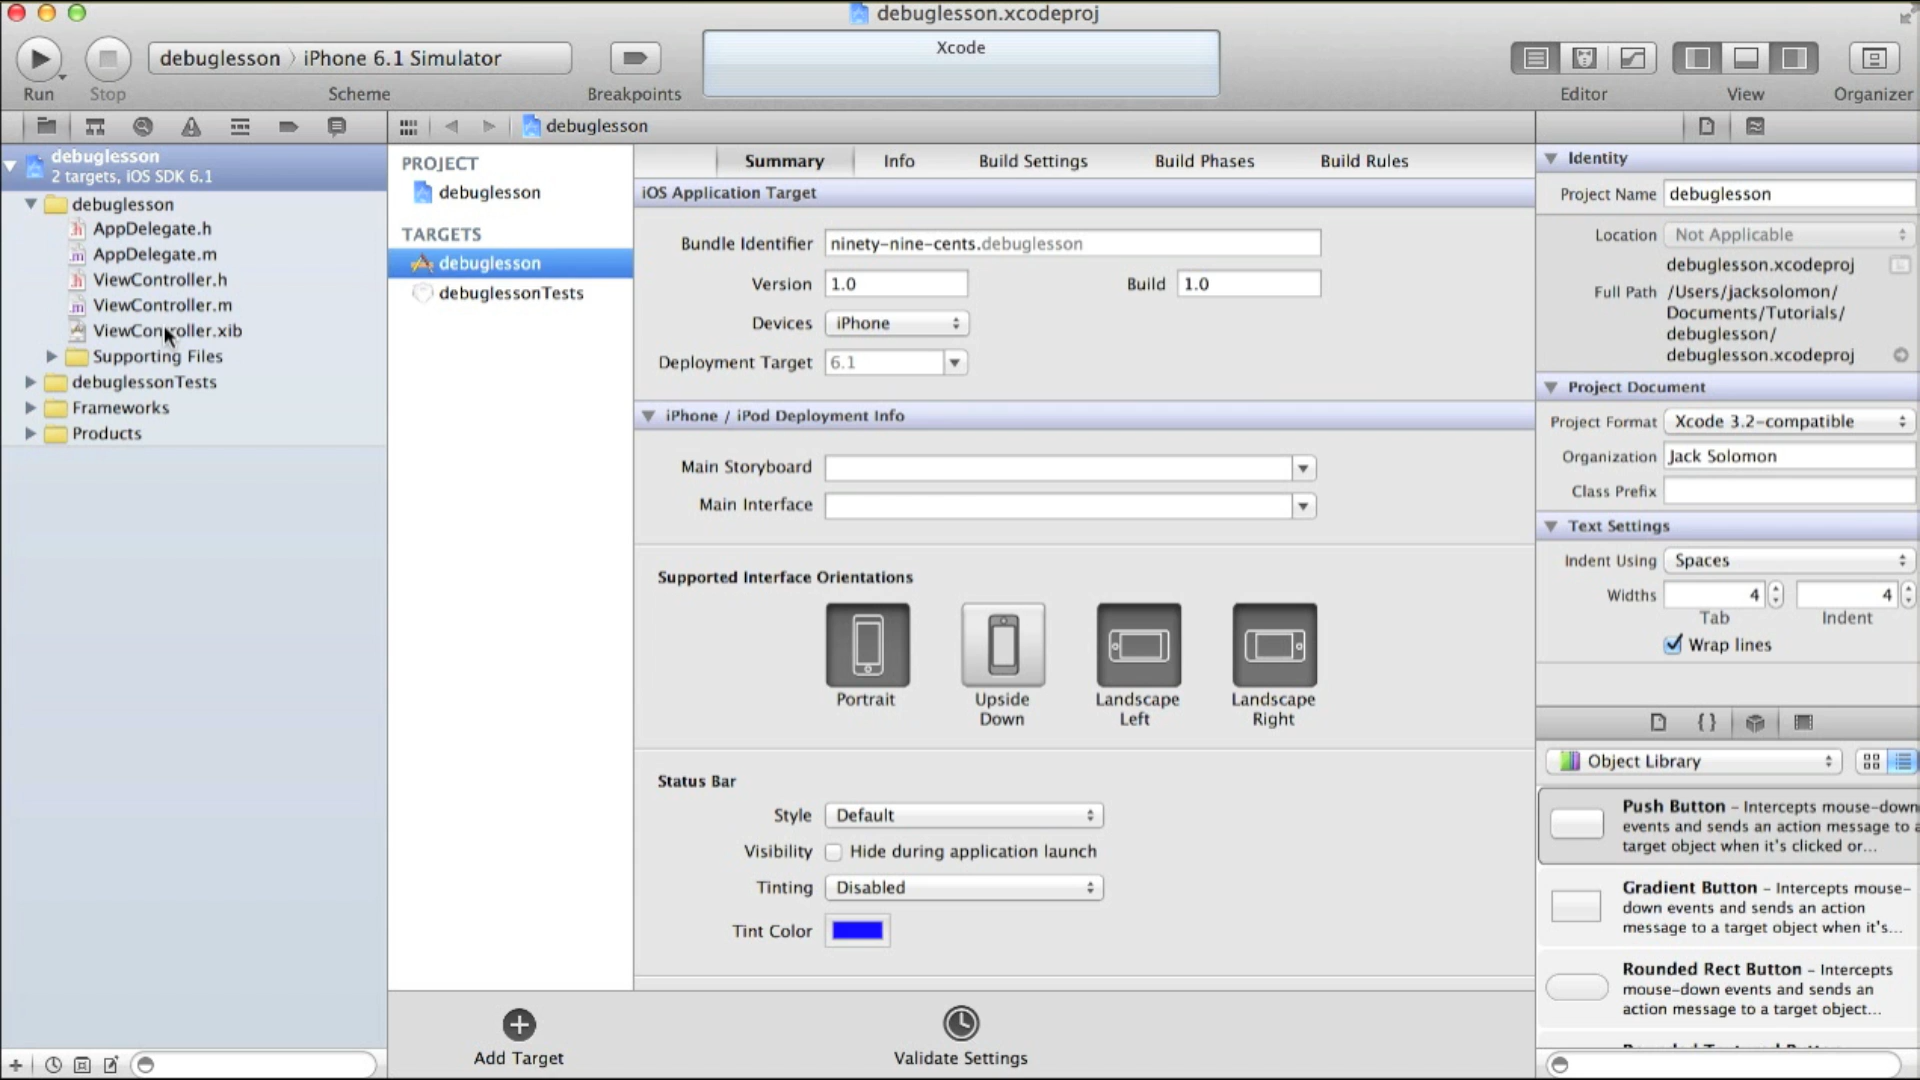 debuglesson.xcodeproj
debuglesson 〉 iPhone 6.1 Simulator
Xcode
Run
Stop
Scheme
Breakpoints
Editor
View
Organizer
debuglesson
2 targets, iOS SDK 6.1
debuglesson
AppDelegate.h
AppDelegate.m
ViewController.h
ViewController.m
ViewController.xib
Supporting Files
debuglessonTests
Frameworks
Products
debuglesson
PROJECT
debuglesson
TARGETS
debuglesson
debuglessonTests
Summary Info Build Settings Build Phases Build Rules
iOS Application Target
Bundle Identifier ninety-nine-cents.debuglesson
Version 1.0 Build 1.0
Devices iPhone
Deployment Target 6.1
iPhone / iPod Deployment Info
Main Storyboard
Main Interface
Supported Interface Orientations
Portrait
Upside Down
Landscape Left
Landscape Right
Status Bar
Style Default
Visibility Hide during application launch
Tinting Disabled
Tint Color
Add Target
Validate Settings
Identity
Project Name debuglesson
Location Not Applicable
debuglesson.xcodeproj
Full Path /Users/jacksolomon/
Documents/Tutorials/
debuglesson/
debuglesson.xcodeproj
Project Document
Project Format Xcode 3.2-compatible
Organization Jack Solomon
Class Prefix
Text Settings
Indent Using Spaces
Widths 4 4
Tab Indent
Wrap lines
{ }
Object Library
Push Button – Intercepts mouse-down
events and sends an action message to a
target object when it's clicked or...
Gradient Button – Intercepts mouse-
down events and sends an action
message to a target object when it's...
Rounded Rect Button – Intercepts
mouse-down events and sends an
action message to a target object...